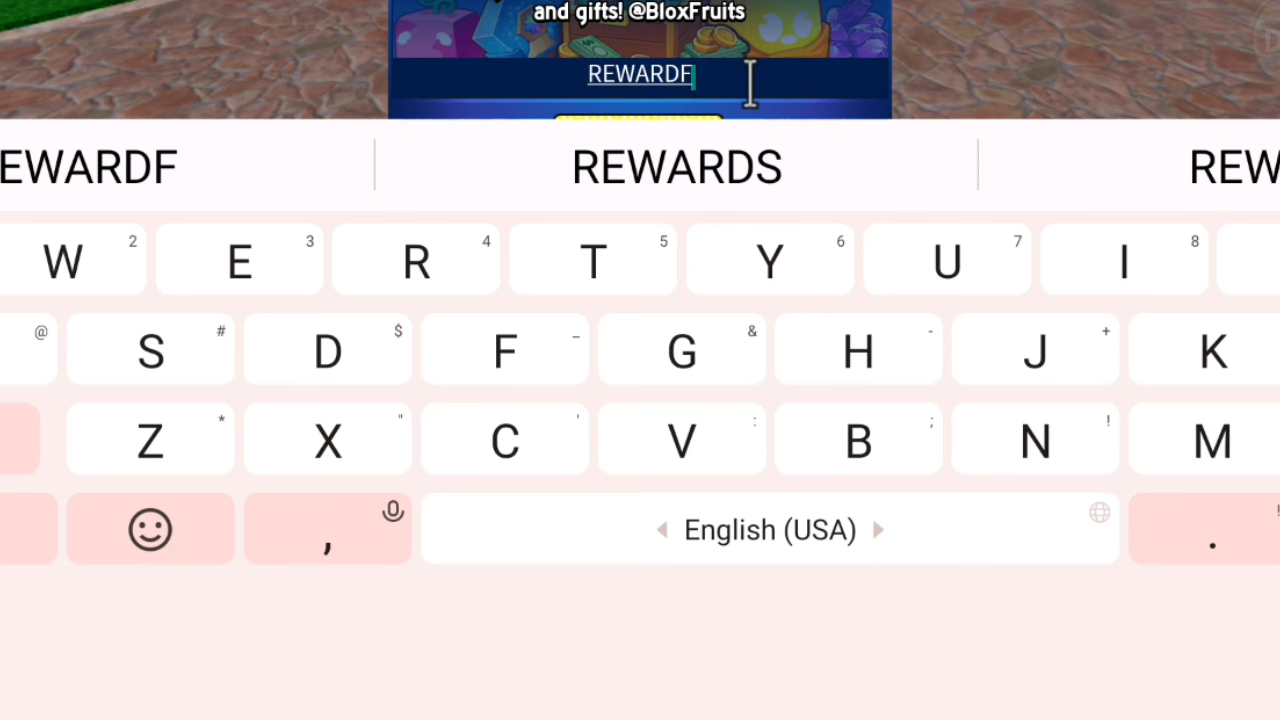 and gifts! @BloxFruits
REWARDF
EWARDF REWARDS REW
W 2 E 3 R 4 T 5 Y 6 U 7 I 8
@ S # D $ F _ G & H - J + K
Z * X " C ' V : B ; N ! M
, English (USA) . !